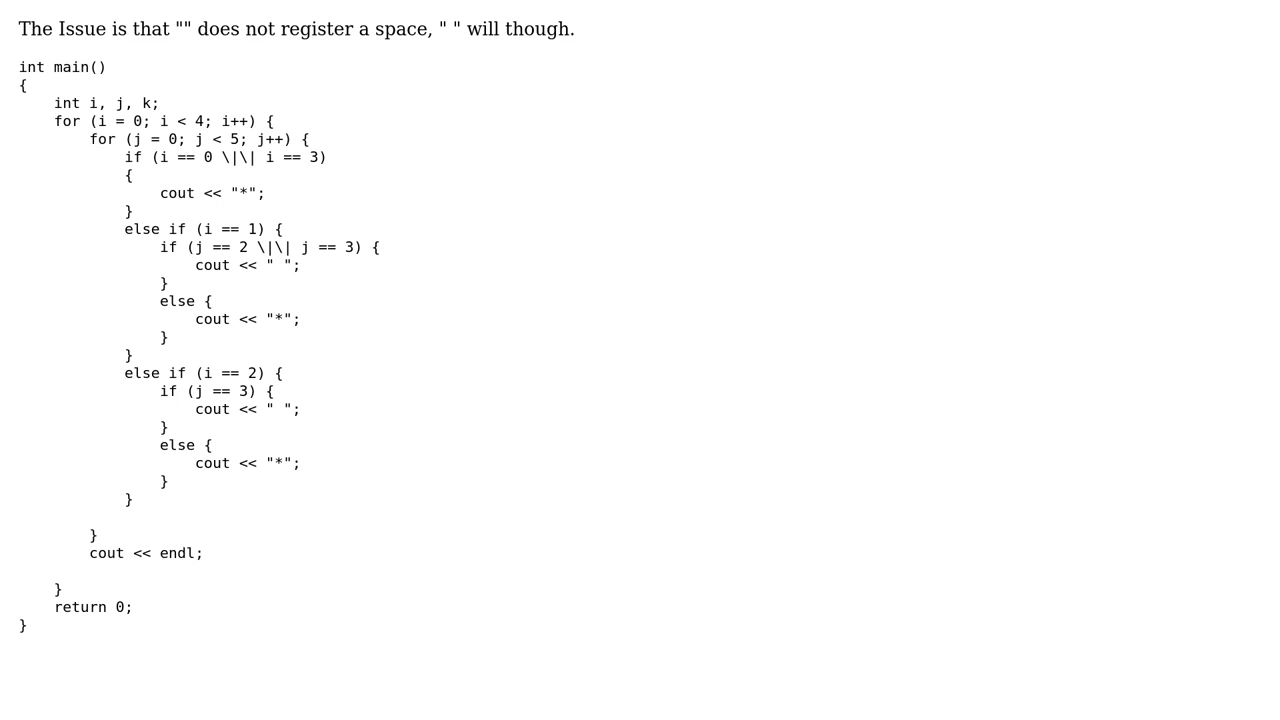 The Issue is that "" does not register a space, " " will though.
int main()
{
    int i, j, k;
    for (i = 0; i < 4; i++) {
        for (j = 0; j < 5; j++) {
            if (i == 0 \|\| i == 3)
            {
                cout << "*";
            }
            else if (i == 1) {
                if (j == 2 \|\| j == 3) {
                    cout << " ";
                }
                else {
                    cout << "*";
                }
            }
            else if (i == 2) {
                if (j == 3) {
                    cout << " ";
                }
                else {
                    cout << "*";
                }
            }

        }
        cout << endl;

    }
    return 0;
}